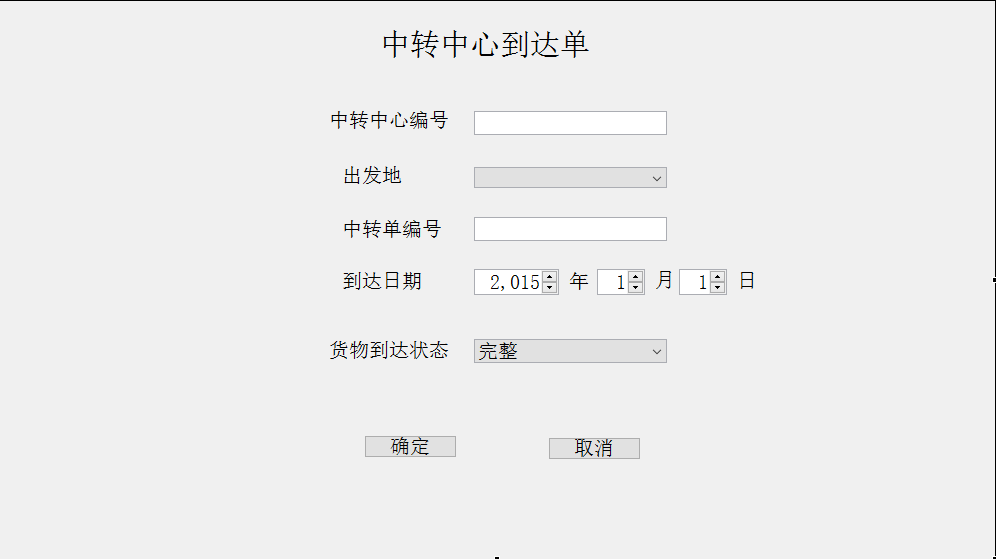 中转中心到达单
中转中心编号
出发地
中转单编号
到达日期 2,015 年 1 月 1 日
货物到达状态 完整
确定 取消